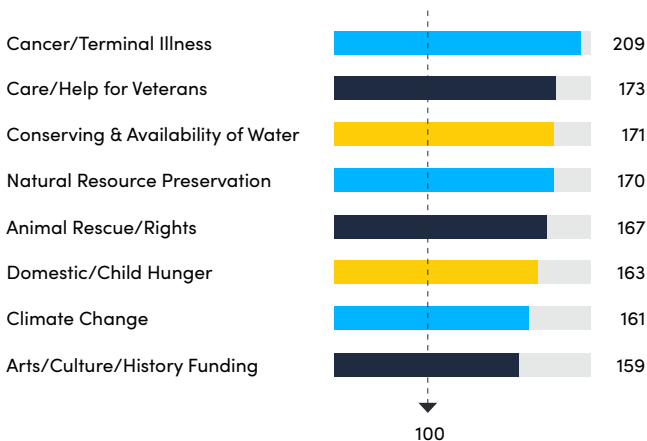 Cancer/Terminal Illness 209
Care/Help for Veterans 173
Conserving & Availability of Water 171
Natural Resource Preservation 170
Animal Rescue/Rights 167
Domestic/Child Hunger 163
Climate Change 161
Arts/Culture/History Funding 159
100